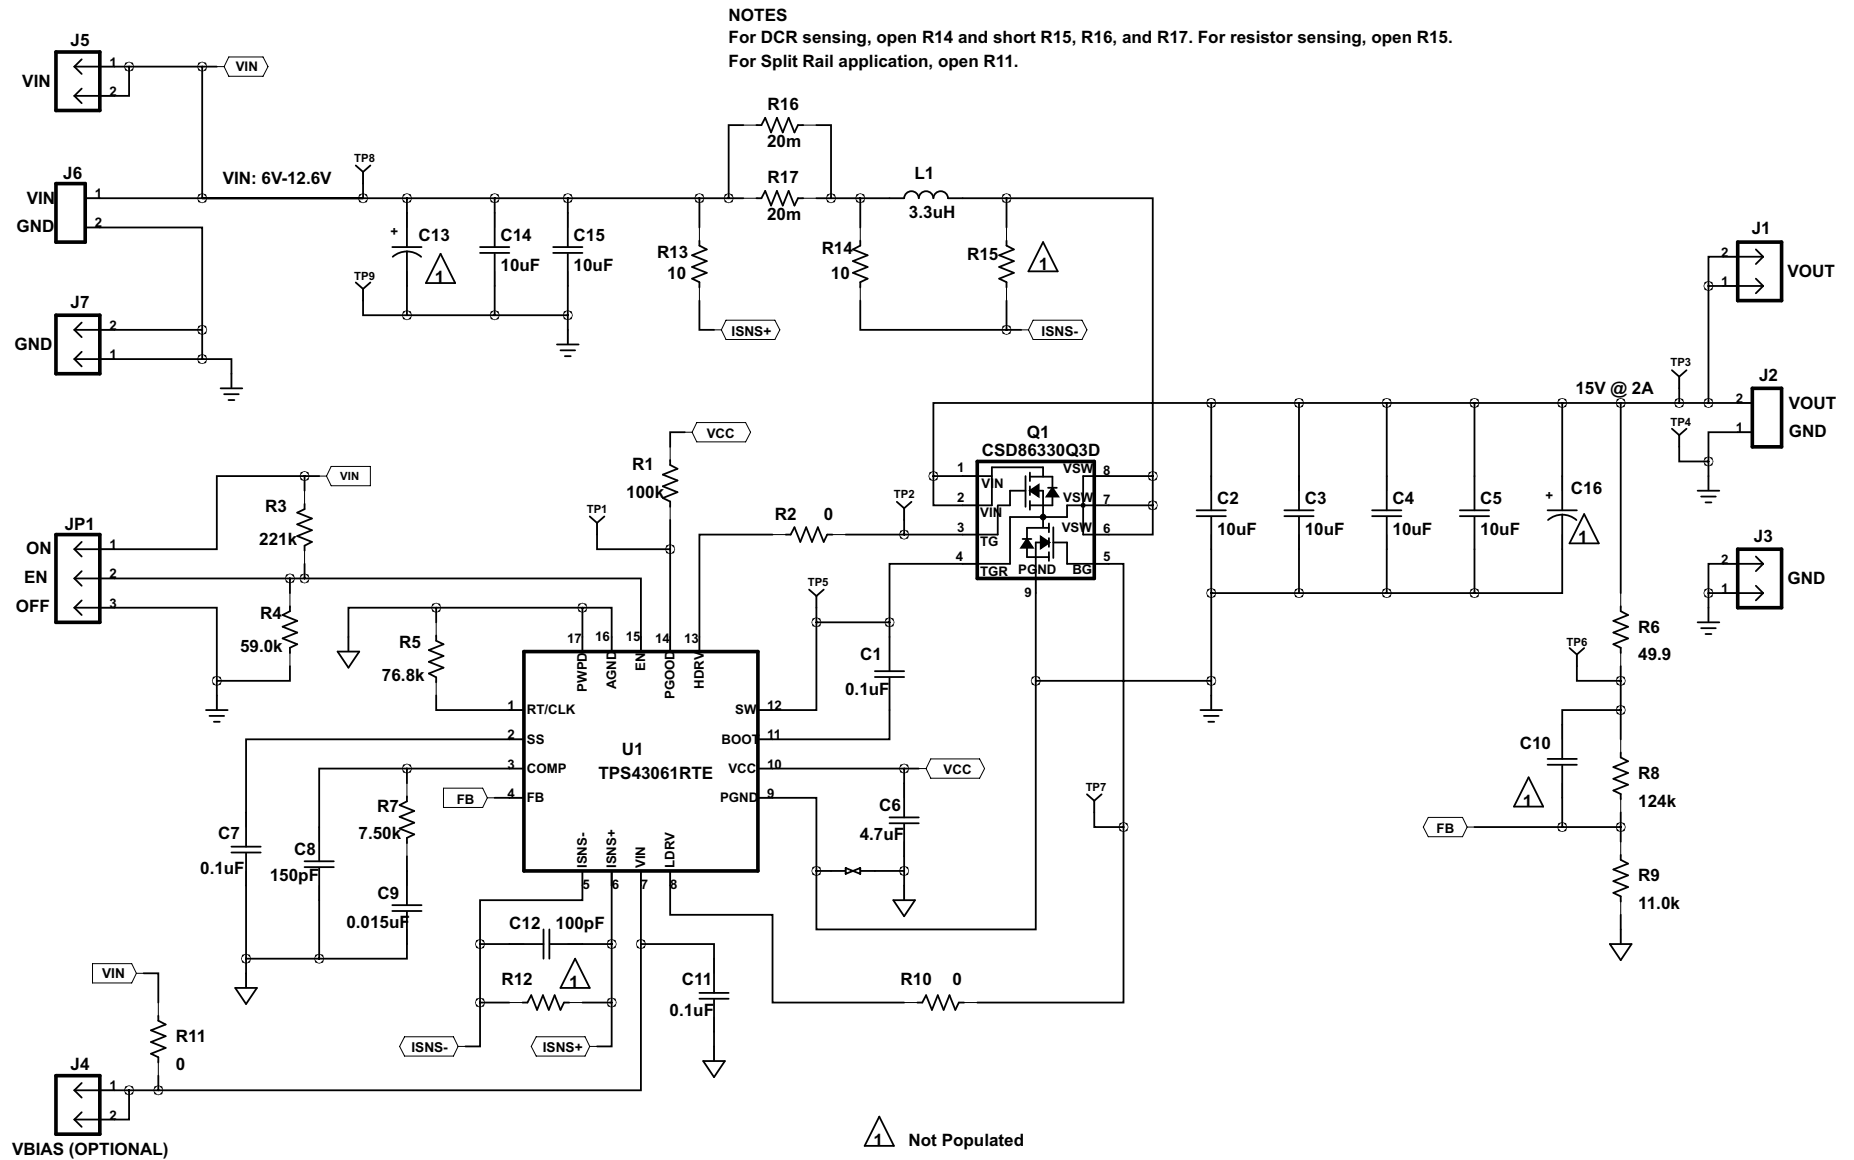 NOTES
For DCR sensing, open R14 and short R15, R16, and R17. For resistor sensing, open R15.
For Split Rail application, open R11.
J5
VIN
1
2
VIN
J6
VIN
GND
1
2
VIN: 6V-12.6V
TP8
TP9
+
C13
1
C14
10uF
C15
10uF
J7
GND
2
1
R16
20m
R17
20m
L1
3.3uH
R13
10
R14
10
R15
1
ISNS+
ISNS-
J1
2
1
VOUT
15V @ 2A
TP3
TP4
J2
2
1
VOUT
GND
J3
2
1
GND
VCC
R1
100k
TP1
TP2
R2
0
Q1
CSD86330Q3D
1
2
3
4
VIN
VIN
TG
TGR
VSW
VSW
VSW
PGND
BG
8
7
6
5
9
C2
10uF
C3
10uF
C4
10uF
C5
10uF
+
C16
1
VIN
R3
221k
JP1
ON
EN
OFF
1
2
3
R4
59.0k
R5
76.8k
17
16
15
14
13
PWPD
AGND
EN
PGOOD
HDRV
TP5
C1
0.1uF
1
2
3
4
RT/CLK
SS
COMP
FB
FB
U1
TPS43061RTE
SW
BOOT
VCC
PGND
12
11
10
9
VCC
ISNS-
ISNS+
VIN
LDRV
5
6
7
8
C6
4.7uF
TP7
R6
49.9
TP6
C10
1
R8
124k
FB
R9
11.0k
C7
0.1uF
C8
150pF
R7
7.50k
C9
0.015uF
C12
100pF
R12
1
ISNS-
ISNS+
C11
0.1uF
R10
0
VIN
R11
0
J4
1
2
VBIAS (OPTIONAL)
1
Not Populated